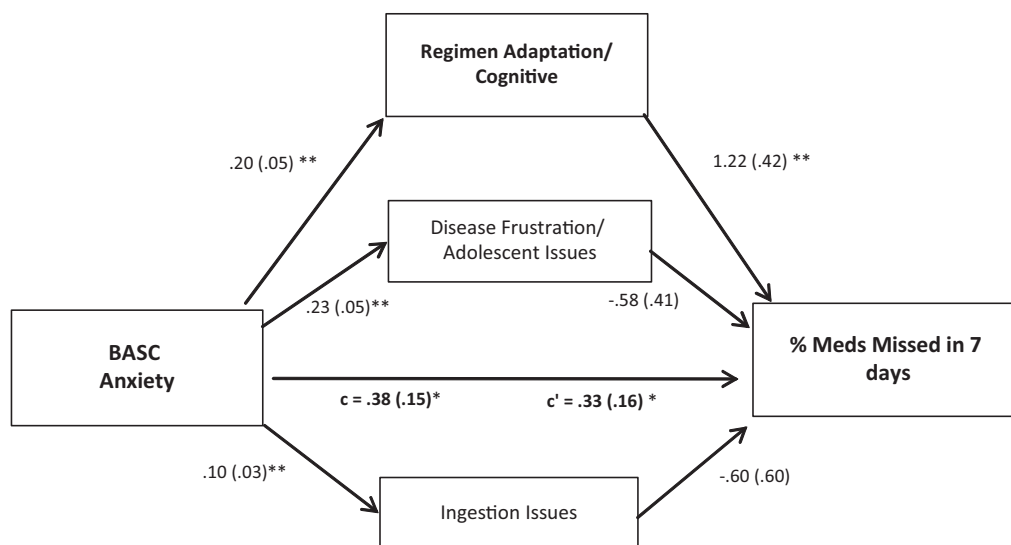 Regimen Adaptation/
Cognitive
.20 (.05) **
1.22 (.42) **
Disease Frustration/
Adolescent Issues
.23 (.05)**
-.58 (.41)
BASC
Anxiety
% Meds Missed in 7
days
c = .38 (.15)*
c' = .33 (.16) *
.10 (.03)**
-.60 (.60)
Ingestion Issues